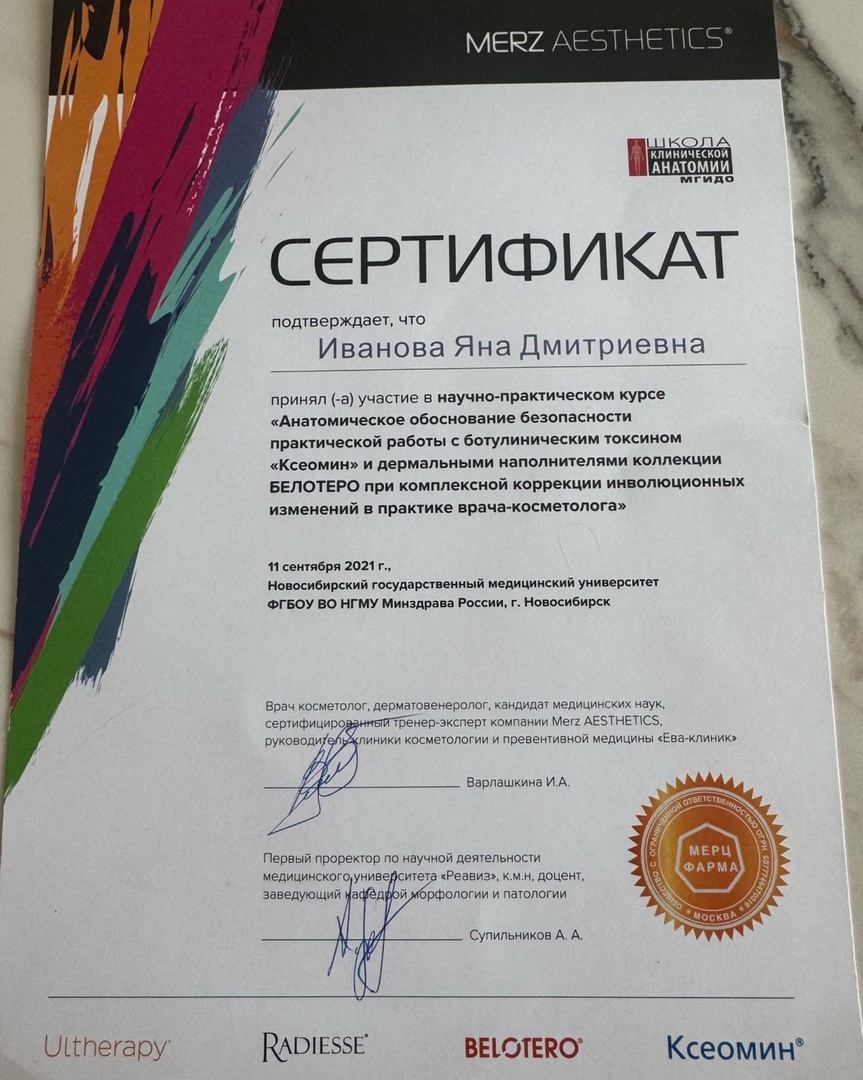 MERZ AESTHETICS®
ШКОЛА
КЛИНИЧЕСКОЙ
АНАТОМИИ
МГИДО
СЕРТИФИКАТ
подтверждает, что
Иванова Яна Дмитриевна
принял (-а) участие в научно-практическом курсе
«Анатомическое обоснование безопасности
практической работы с ботулиническим токсином
«Ксеомин» и дермальными наполнителями коллекции
БЕЛОТЕРО при комплексной коррекции инволюционных
изменений в практике врача-косметолога»
11 сентября 2021 г.,
Новосибирский государственный медицинский университет
ФГБОУ ВО НГМУ Минздрава России, г. Новосибирск
Врач косметолог, дерматовенеролог, кандидат медицинских наук,
сертифицированный тренер-эксперт компании Merz AESTHETICS,
руководитель клиники косметологии и превентивной медицины «Ева-клиник»
Варлашкина И.А.
Первый проректор по научной деятельности
медицинского университета «Реавиз», к.м.н, доцент,
заведующий кафедрой морфологии и патологии
Супильников А. А.
ОБЩЕСТВО С ОГРАНИЧЕННОЙ ОТВЕТСТВЕННОСТЬЮ ОГРН
МЕРЦ
ФАРМА
* МОСКВА *
Ultherapy®
RADIESSE®
BELOTERO®
Ксеомин®